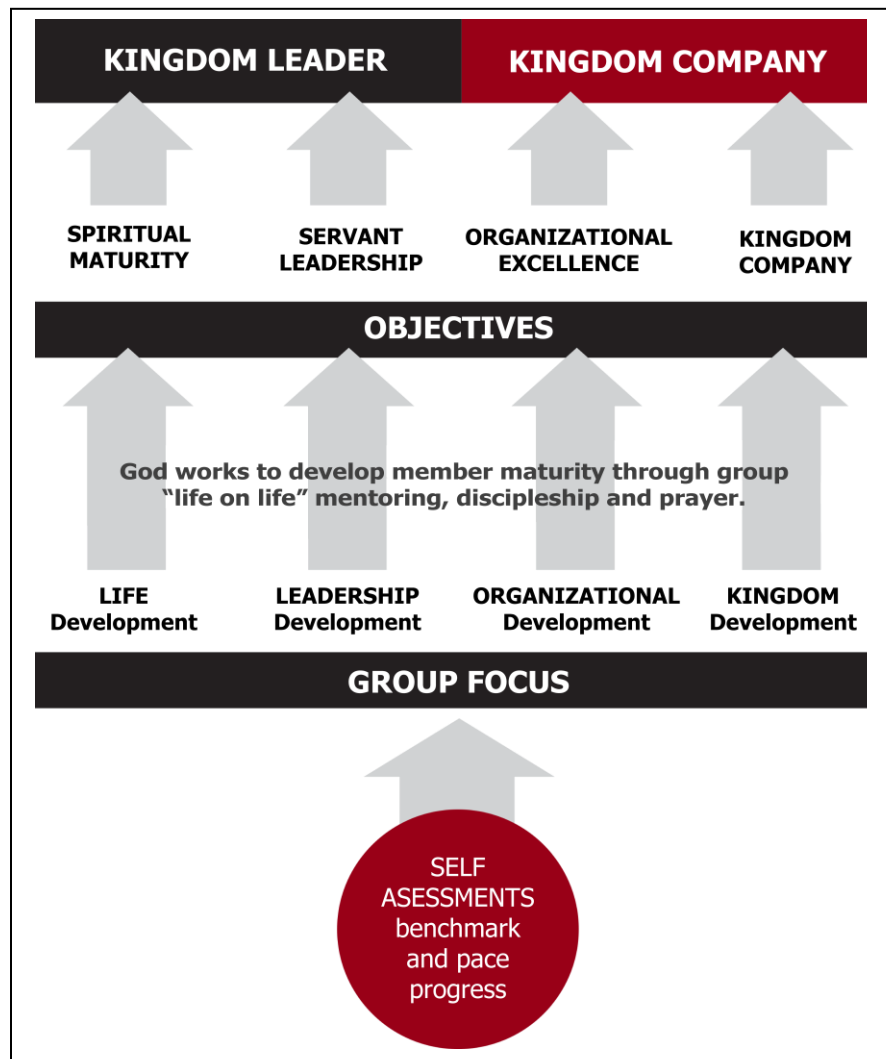 KINGDOM LEADER
KINGDOM COMPANY
SPIRITUAL
MATURITY
SERVANT
LEADERSHIP
ORGANIZATIONAL
EXCELLENCE
KINGDOM
COMPANY
OBJECTIVES
God works to develop member maturity through group
“life on life” mentoring, discipleship and prayer.
LIFE
Development
LEADERSHIP
Development
ORGANIZATIONAL
Development
KINGDOM
Development
GROUP FOCUS
SELF
ASESSMENTS
benchmark
and pace
progress